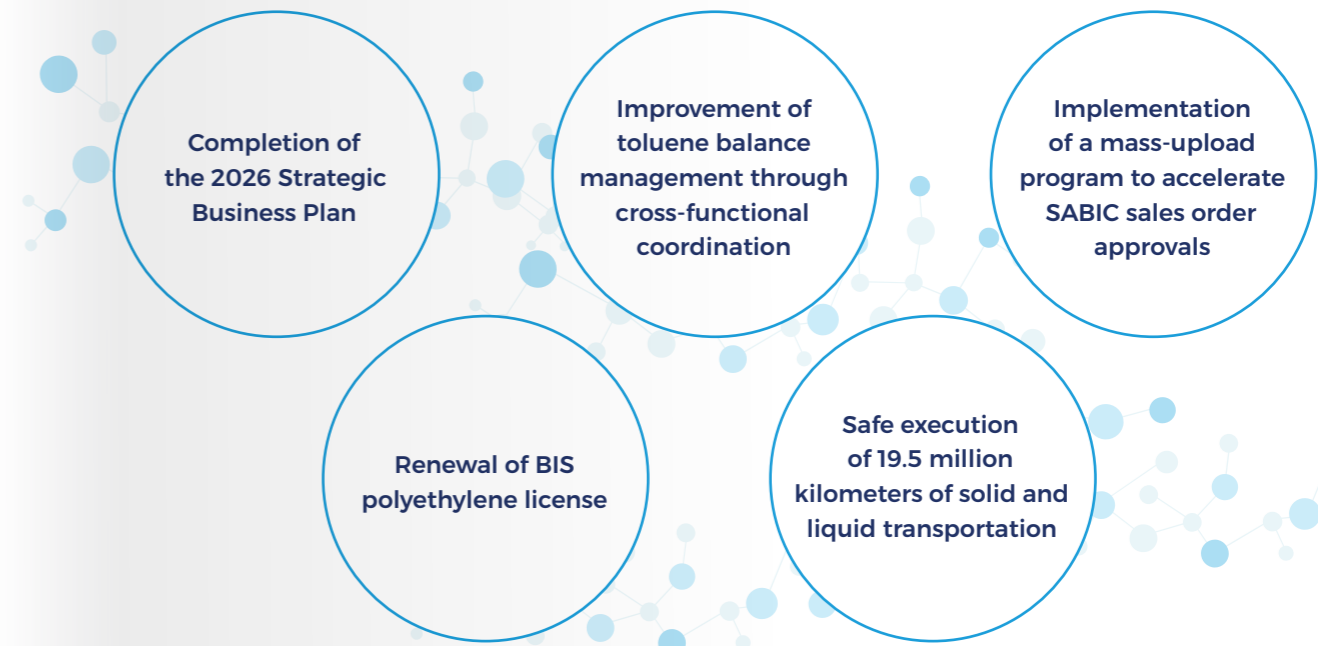 Completion of
the 2026 Strategic
Business Plan
Improvement of
toluene balance
management through
cross-functional
coordination
Implementation
of a mass-upload
program to accelerate
SABIC sales order
approvals
Renewal of BIS
polyethylene license
Safe execution
of 19.5 million
kilometers of solid and
liquid transportation